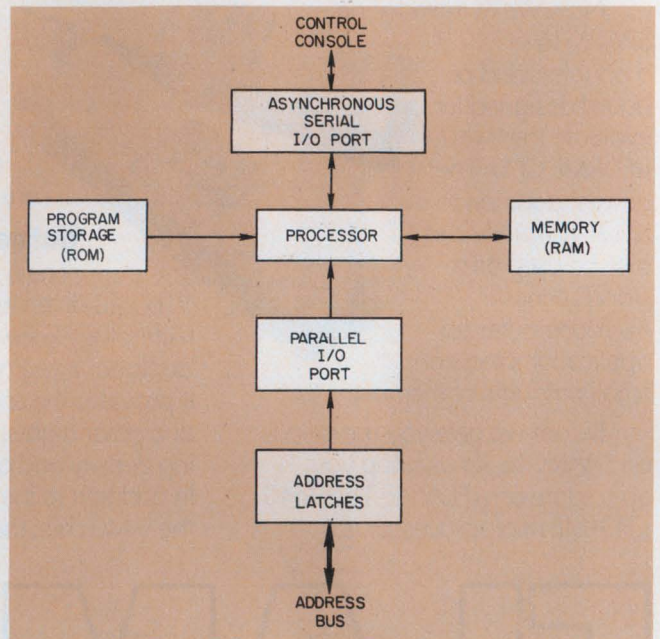 CONTROL
CONSOLE
ASYNCHRONOUS
SERIAL
I/O PORT
PROGRAM
STORAGE
(ROM)
PROCESSOR
MEMORY
(RAM)
PARALLEL
I/O
PORT
ADDRESS
LATCHES
ADDRESS
BUS